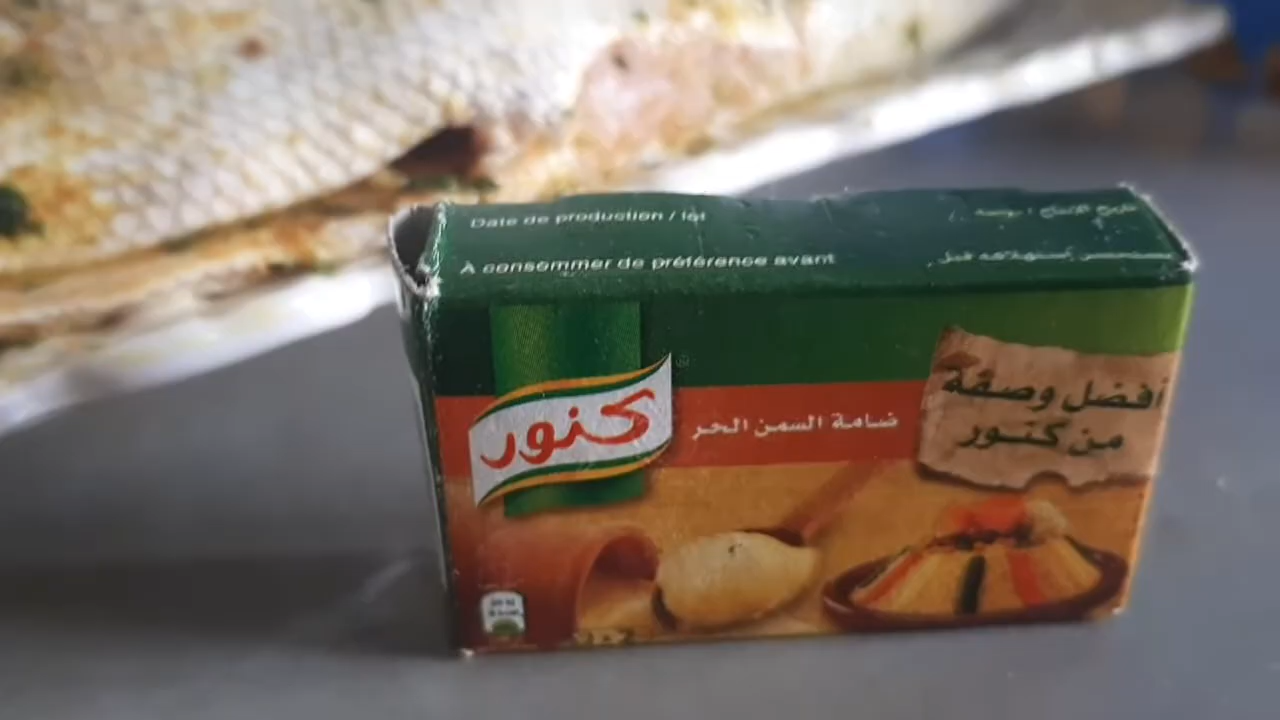 Date de production / lot
À consommer de préférence avant
كنور
ضامة السمن الحر
أفضل وصفة
من كنور